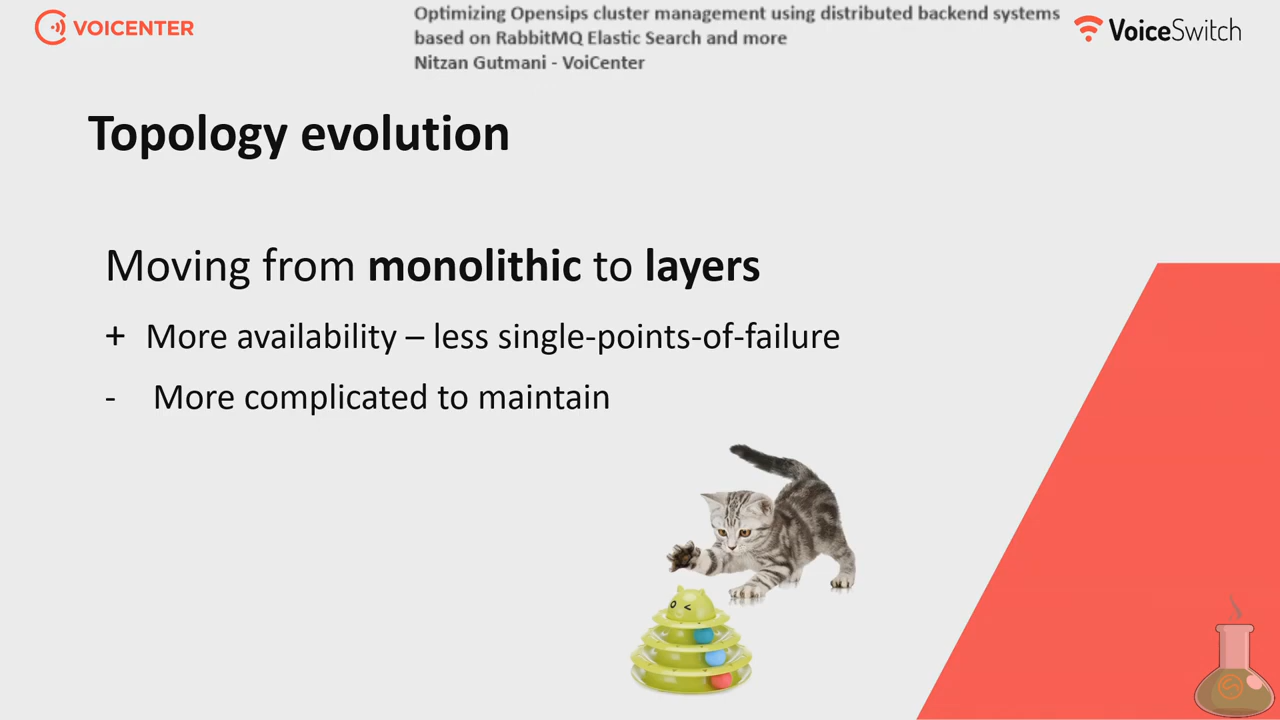 VOICENTER
Optimizing Opensips cluster management using distributed backend systems
based on RabbitMQ Elastic Search and more
Nitzan Gutmani - VoiCenter
VoiceSwitch
Topology evolution
Moving from monolithic to layers
+ More availability – less single-points-of-failure
- More complicated to maintain